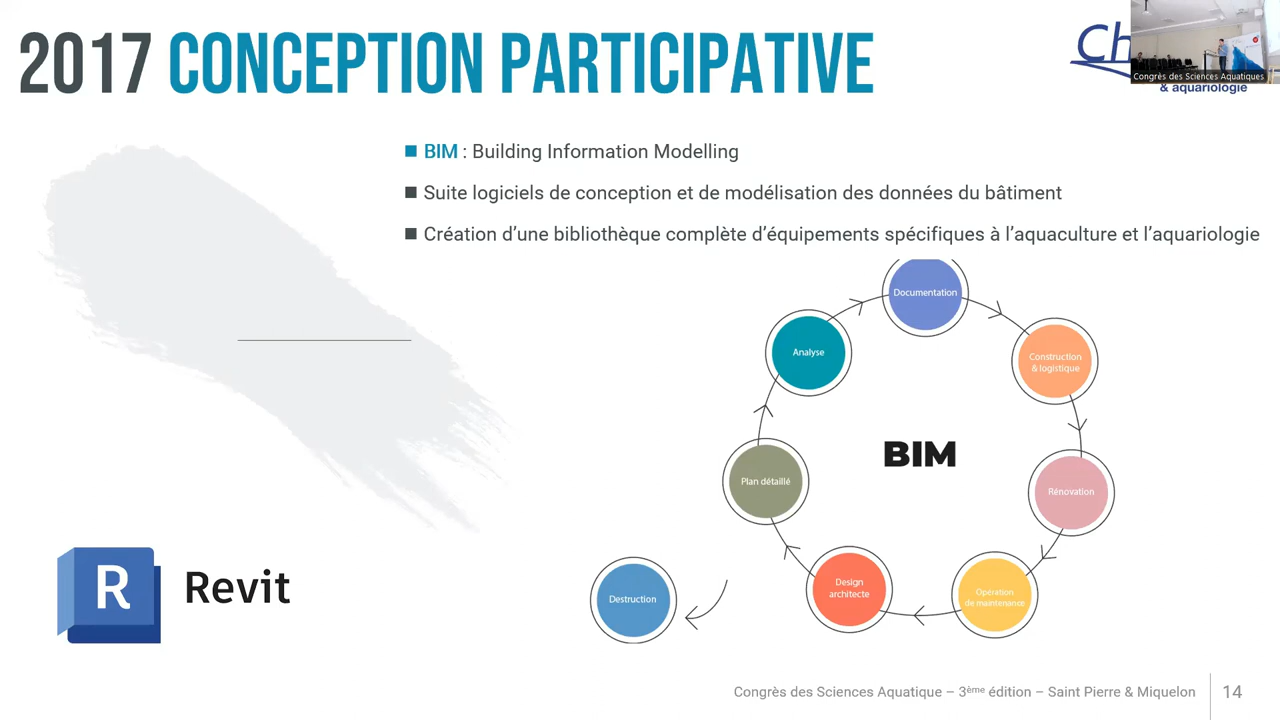 2017 CONCEPTION PARTICIPATIVE
Ch
Congrès des Sciences Aquatiques
& aquariologie
BIM : Building Information Modelling
Suite logiciels de conception et de modélisation des données du bâtiment
Création d’une bibliothèque complète d’équipements spécifiques à l’aquaculture et l’aquariologie
Documentation
Analyse
Construction
& logistique
BIM
Plan détaillé
Rénovation
Design
architecte
Opération
de maintenance
Destruction
R Revit
Congrès des Sciences Aquatique – 3ème édition – Saint Pierre & Miquelon
14